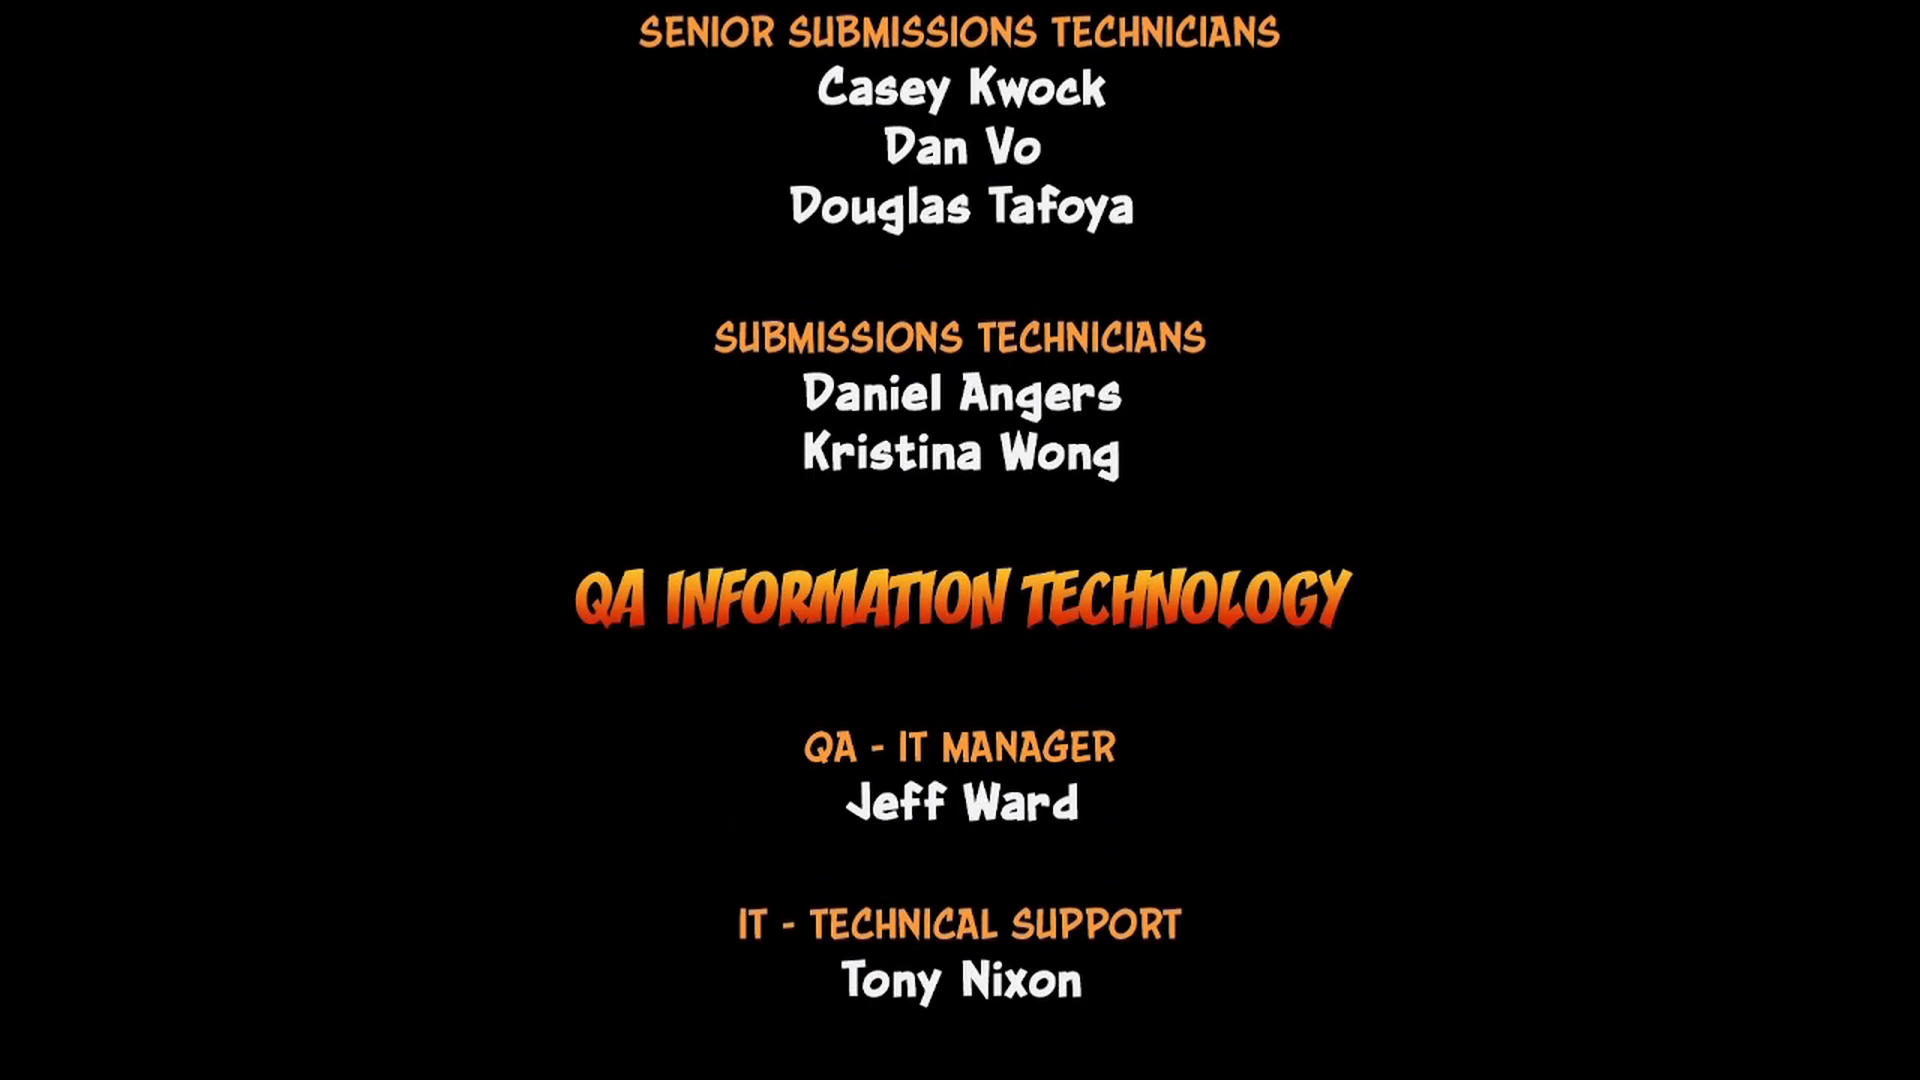 SENIOR SUBMISSIONS TECHNICIANS
Casey Kwock
Dan Vo
Douglas Tafoya
SUBMISSIONS TECHNICIANS
Daniel Angers
Kristina Wong
QA INFORMATION TECHNOLOGY
QA - IT MANAGER
Jeff Ward
IT - TECHNICAL SUPPORT
Tony Nixon